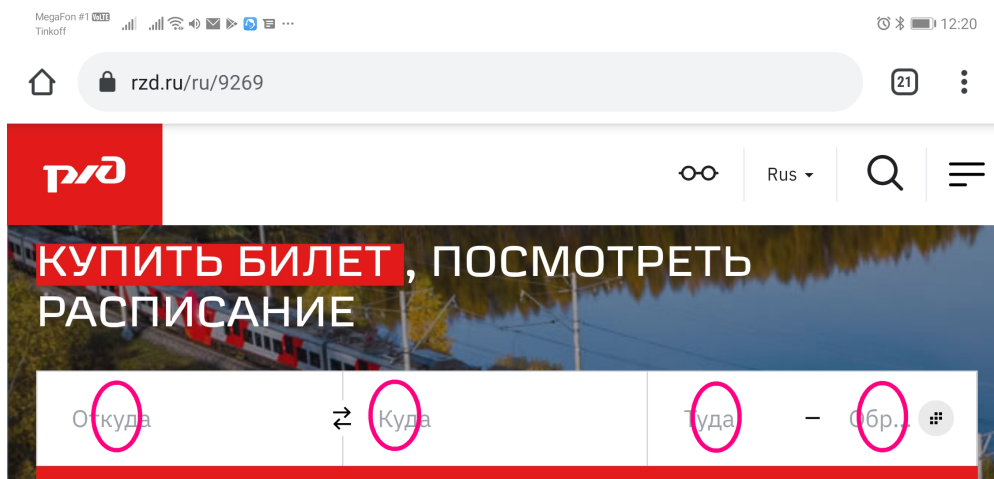 MegaFon #1 VoLTE
Tinkoff
12:20
rzd.ru/ru/9269
21
ржд
Rus
КУПИТЬ БИЛЕТ, ПОСМОТРЕТЬ
РАСПИСАНИЕ
Откуда
Куда
Туда – Обр...